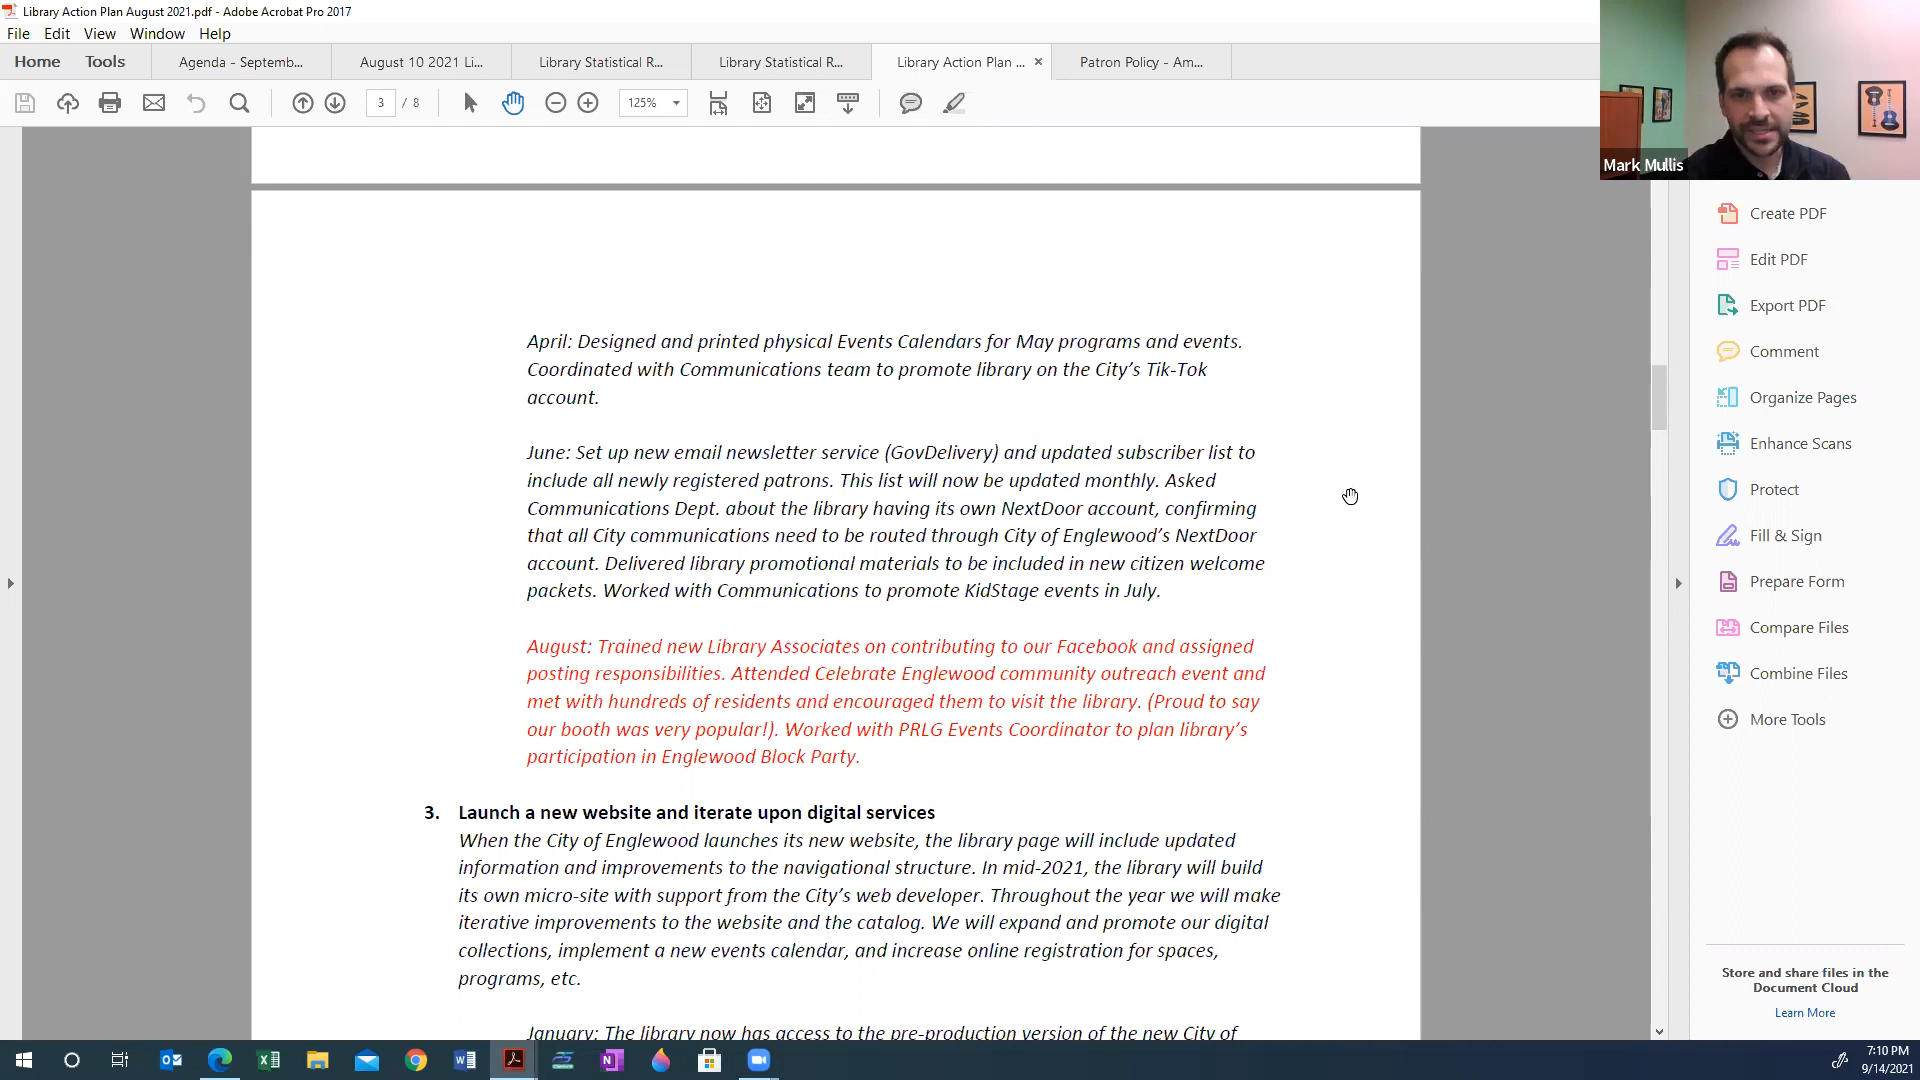 Library Action Plan August 2021.pdf - Adobe Acrobat Pro 2017
File Edit View Window Help
Home Tools Agenda - Septemb... August 10 2021 Li... Library Statistical R... Library Statistical R... Library Action Plan ... × Patron Policy - Am...
3 / 8 125%
Mark Mullis
April: Designed and printed physical Events Calendars for May programs and events.
Coordinated with Communications team to promote library on the City's Tik-Tok
account.
June: Set up new email newsletter service (GovDelivery) and updated subscriber list to
include all newly registered patrons. This list will now be updated monthly. Asked
Communications Dept. about the library having its own NextDoor account, confirming
that all City communications need to be routed through City of Englewood's NextDoor
account. Delivered library promotional materials to be included in new citizen welcome
packets. Worked with Communications to promote KidStage events in July.
August: Trained new Library Associates on contributing to our Facebook and assigned
posting responsibilities. Attended Celebrate Englewood community outreach event and
met with hundreds of residents and encouraged them to visit the library. (Proud to say
our booth was very popular!). Worked with PRLG Events Coordinator to plan library's
participation in Englewood Block Party.
3. Launch a new website and iterate upon digital services
When the City of Englewood launches its new website, the library page will include updated
information and improvements to the navigational structure. In mid-2021, the library will build
its own micro-site with support from the City's web developer. Throughout the year we will make
iterative improvements to the website and the catalog. We will expand and promote our digital
collections, implement a new events calendar, and increase online registration for spaces,
programs, etc.
January: The library now has access to the pre-production version of the new City of
Create PDF
Edit PDF
Export PDF
Comment
Organize Pages
Enhance Scans
Protect
Fill & Sign
Prepare Form
Compare Files
Combine Files
More Tools
Store and share files in the
Document Cloud
Learn More
7:10 PM
9/14/2021